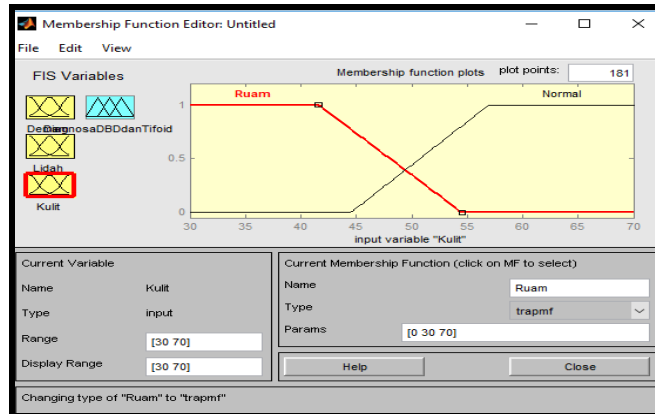 Membership Function Editor: Untitled
File Edit View
FIS Variables
Membership function plots plot points: 181
Demam
DiagnosaDBDdanTifoid
Lidah
Kulit
Ruam
Normal
1
0.5
0
30 35 40 45 50 55 60 65 70
input variable "Kulit"
Current Variable
Name Kulit
Type input
Range [30 70]
Display Range [30 70]
Current Membership Function (click on MF to select)
Name Ruam
Type trapmf
Params [0 30 70]
Help Close
Changing type of "Ruam" to "trapmf"